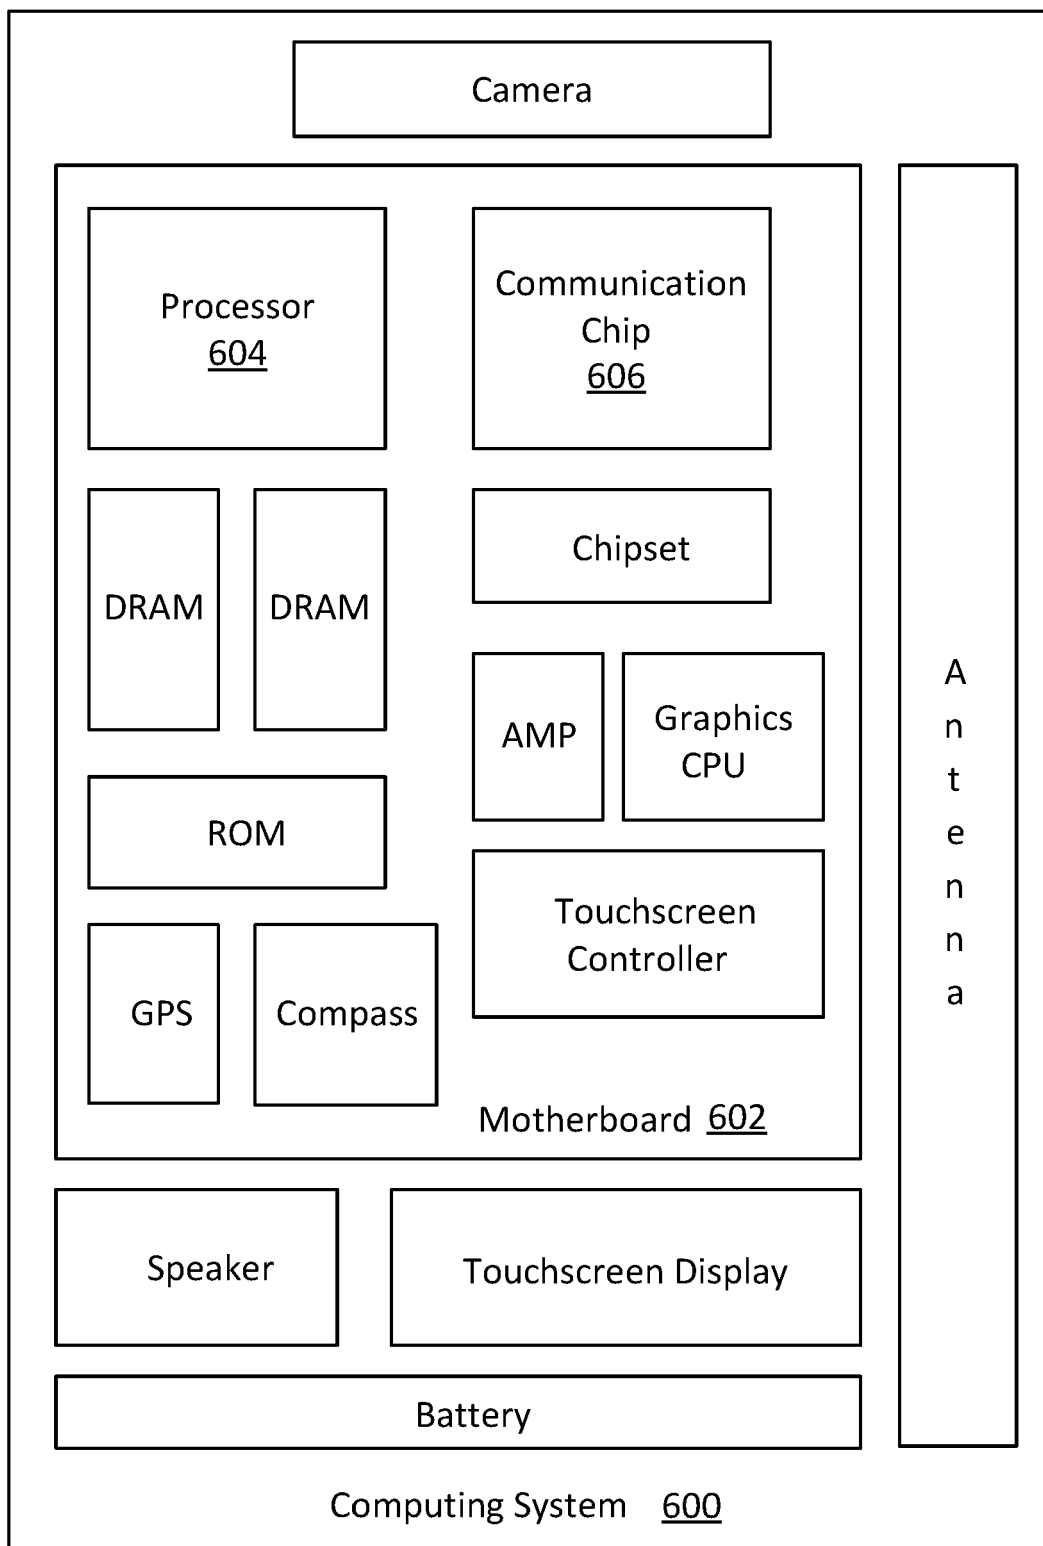 Camera
Processor
604
Communication
Chip
606
DRAM
DRAM
Chipset
AMP
Graphics
CPU
ROM
Touchscreen
Controller
GPS
Compass
Motherboard 602
Antenna
Speaker
Touchscreen Display
Battery
Computing System 600